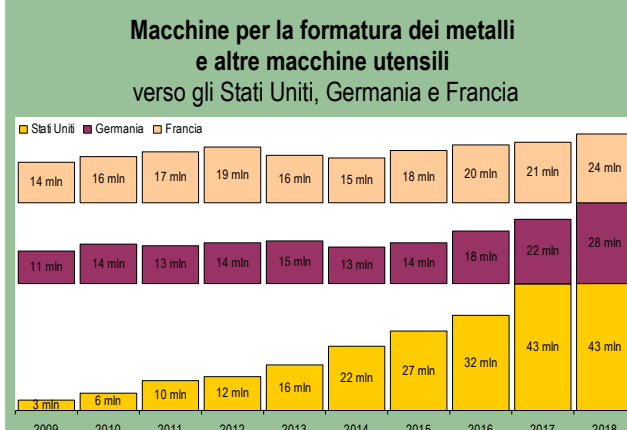 Macchine per la formatura dei metalli
e altre macchine utensili
verso gli Stati Uniti, Germania e Francia
Stati Uniti Germania Francia
14 mln 16 mln 17 mln 19 mln 16 mln 15 mln 18 mln 20 mln 21 mln 24 mln
11 mln 14 mln 13 mln 14 mln 15 mln 13 mln 14 mln 18 mln 22 mln 28 mln
3 mln 6 mln 10 mln 12 mln 16 mln 22 mln 27 mln 32 mln 43 mln 43 mln
2009 2010 2011 2012 2013 2014 2015 2016 2017 2018